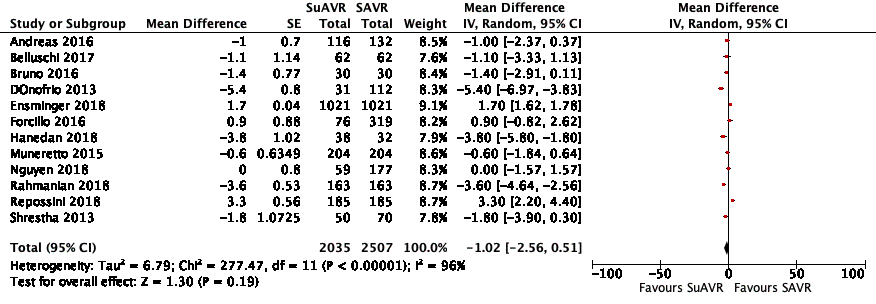 SuAVR SAVR Mean Difference Mean Difference
Study or Subgroup Mean Difference SE Total Total Weight IV, Random, 95% CI IV, Random, 95% CI
Andreas 2016 −1 0.7 116 132 8.5% −1.00 [−2.37, 0.37]
Belluschi 2017 −1.1 1.14 62 62 7.6% −1.10 [−3.33, 1.13]
Bruno 2016 −1.4 0.77 30 30 8.4% −1.40 [−2.91, 0.11]
DOnofrio 2013 −5.4 0.8 31 112 8.3% −5.40 [−6.97, −3.83]
Ensminger 2018 1.7 0.04 1021 1021 9.1% 1.70 [1.62, 1.78]
Forcillo 2016 0.9 0.88 76 319 8.2% 0.90 [−0.82, 2.62]
Hanedan 2018 −3.8 1.02 38 32 7.9% −3.80 [−5.80, −1.80]
Muneretto 2015 −0.6 0.6349 204 204 8.6% −0.60 [−1.84, 0.64]
Nguyen 2018 0 0.8 59 177 8.3% 0.00 [−1.57, 1.57]
Rahmanian 2018 −3.6 0.53 163 163 8.7% −3.60 [−4.64, −2.56]
Repossini 2018 3.3 0.56 185 185 8.7% 3.30 [2.20, 4.40]
Shrestha 2013 −1.8 1.0725 50 70 7.8% −1.80 [−3.90, 0.30]
Total (95% CI) 2035 2507 100.0% −1.02 [−2.56, 0.51]
Heterogeneity: Tau² = 6.79; Chi² = 277.47, df = 11 (P < 0.00001); I² = 96%
Test for overall effect: Z = 1.30 (P = 0.19)
−100 −50 0 50 100
Favours SuAVR Favours SAVR